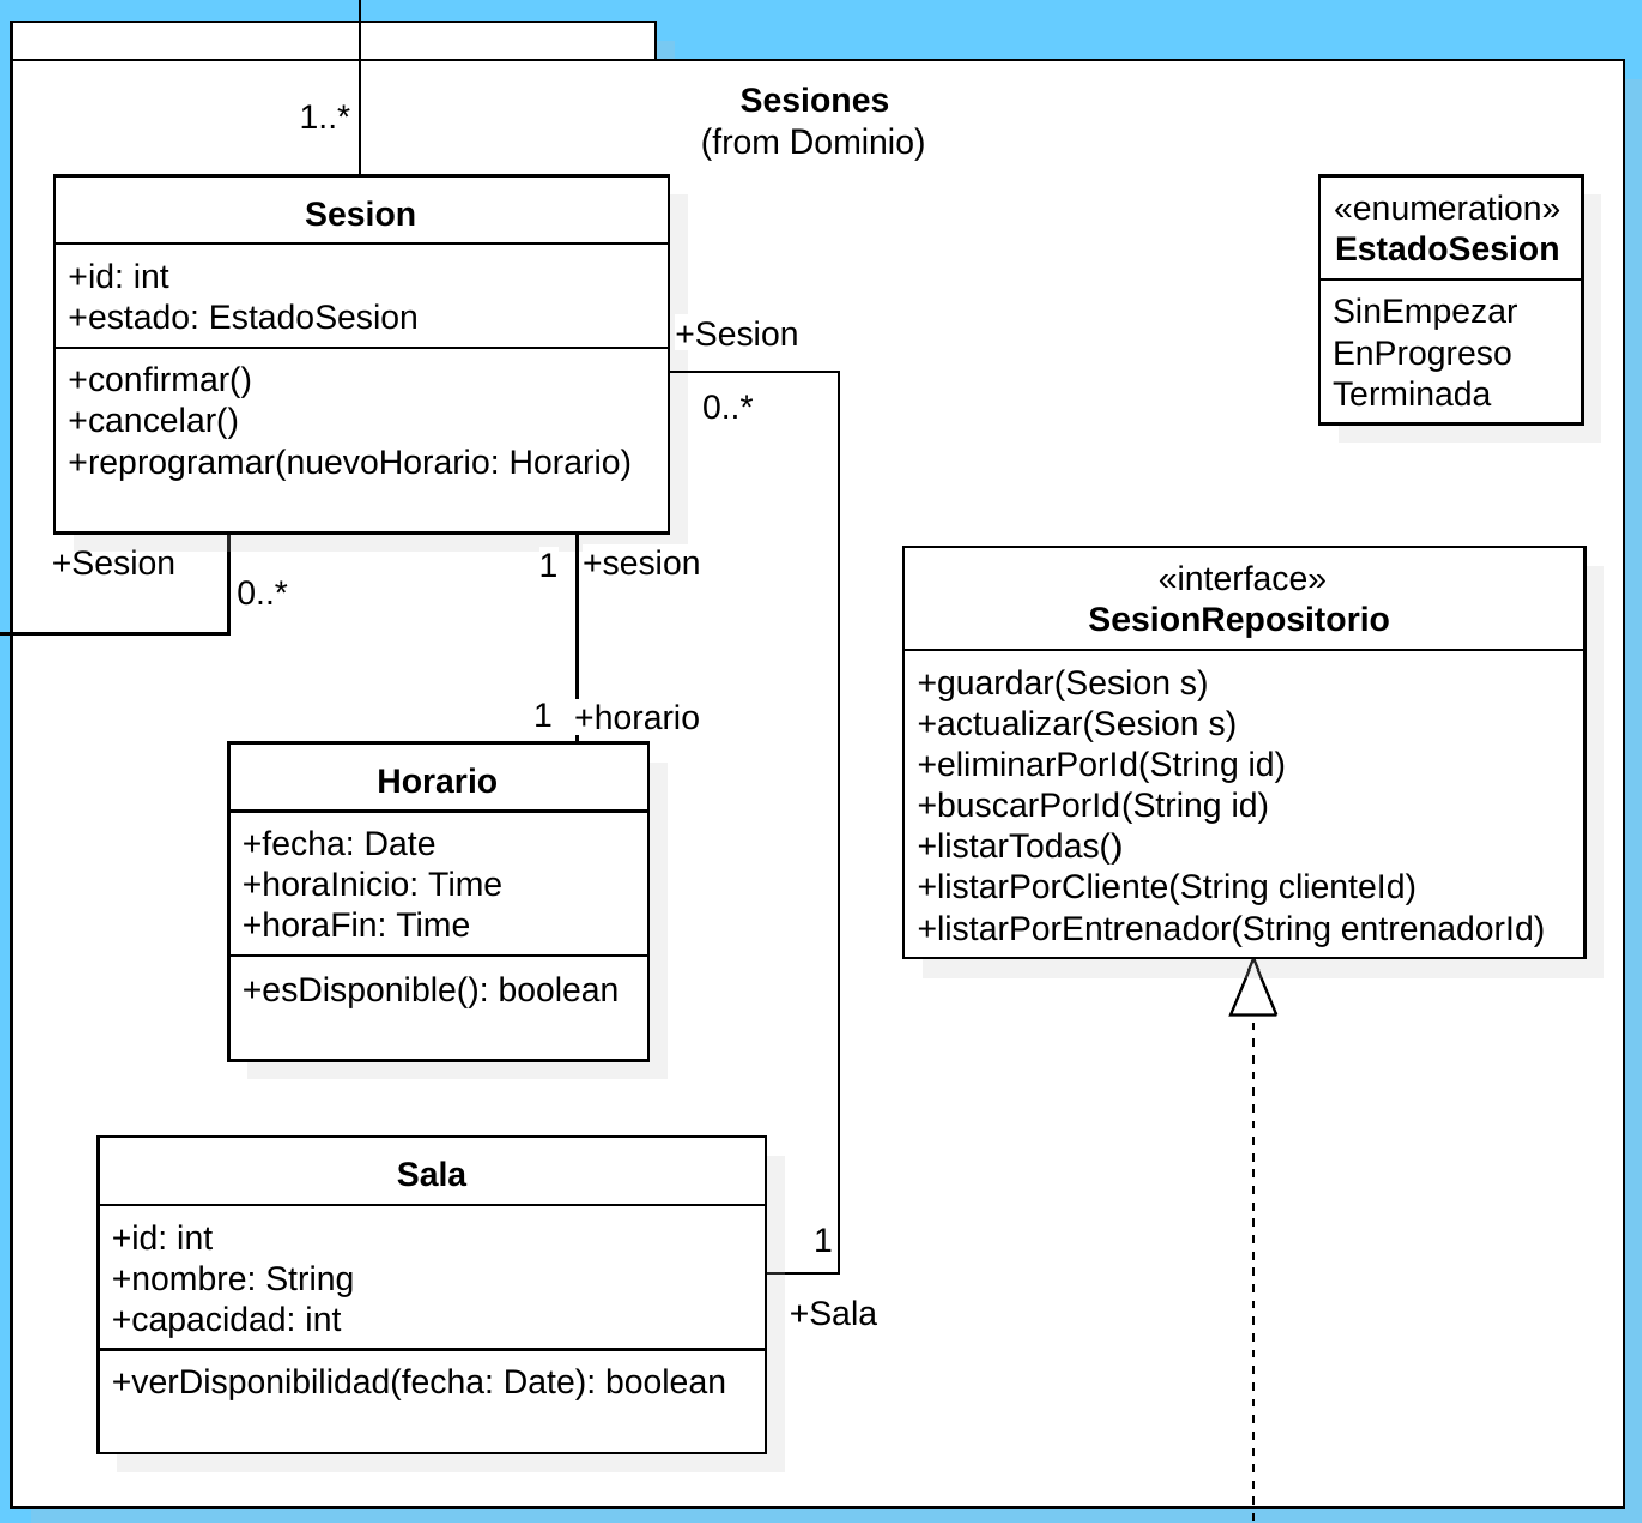 Sesiones
(from Dominio)
1..*
Sesion
+id: int
+estado: EstadoSesion
+confirmar()
+cancelar()
+reprogramar(nuevoHorario: Horario)
+Sesion
0..*
«enumeration»
EstadoSesion
SinEmpezar
EnProgreso
Terminada
+Sesion
0..*
1
+sesion
1
+horario
Horario
+fecha: Date
+horaInicio: Time
+horaFin: Time
+esDisponible(): boolean
«interface»
SesionRepositorio
+guardar(Sesion s)
+actualizar(Sesion s)
+eliminarPorId(String id)
+buscarPorId(String id)
+listarTodas()
+listarPorCliente(String clienteId)
+listarPorEntrenador(String entrenadorId)
Sala
+id: int
+nombre: String
+capacidad: int
+verDisponibilidad(fecha: Date): boolean
1
+Sala